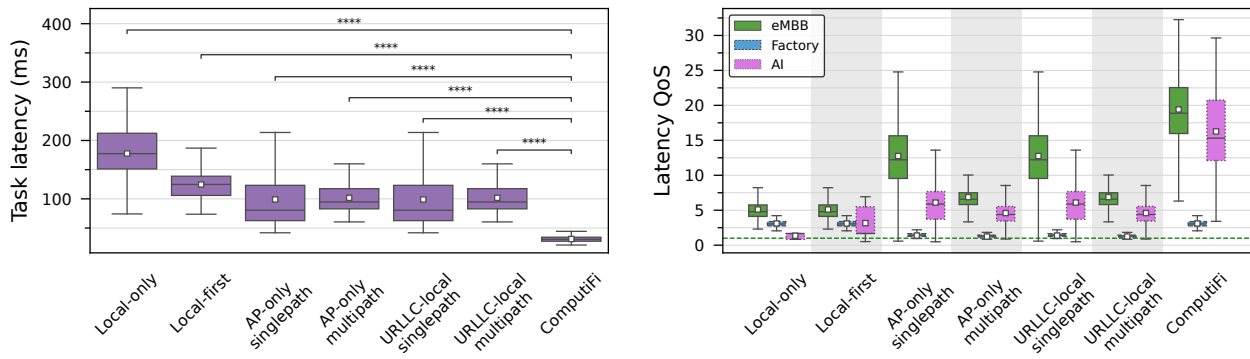 Task latency (ms)
400
300
200
100
****
****
****
****
****
****
Local-only
Local-first
AP-only
singlepath
AP-only
multipath
URLLC-local
singlepath
URLLC-local
multipath
ComputiFi
Latency QoS
30
25
20
15
10
5
0
eMBB
Factory
AI
Local-only
Local-first
AP-only
singlepath
AP-only
multipath
URLLC-local
singlepath
URLLC-local
multipath
ComputiFi